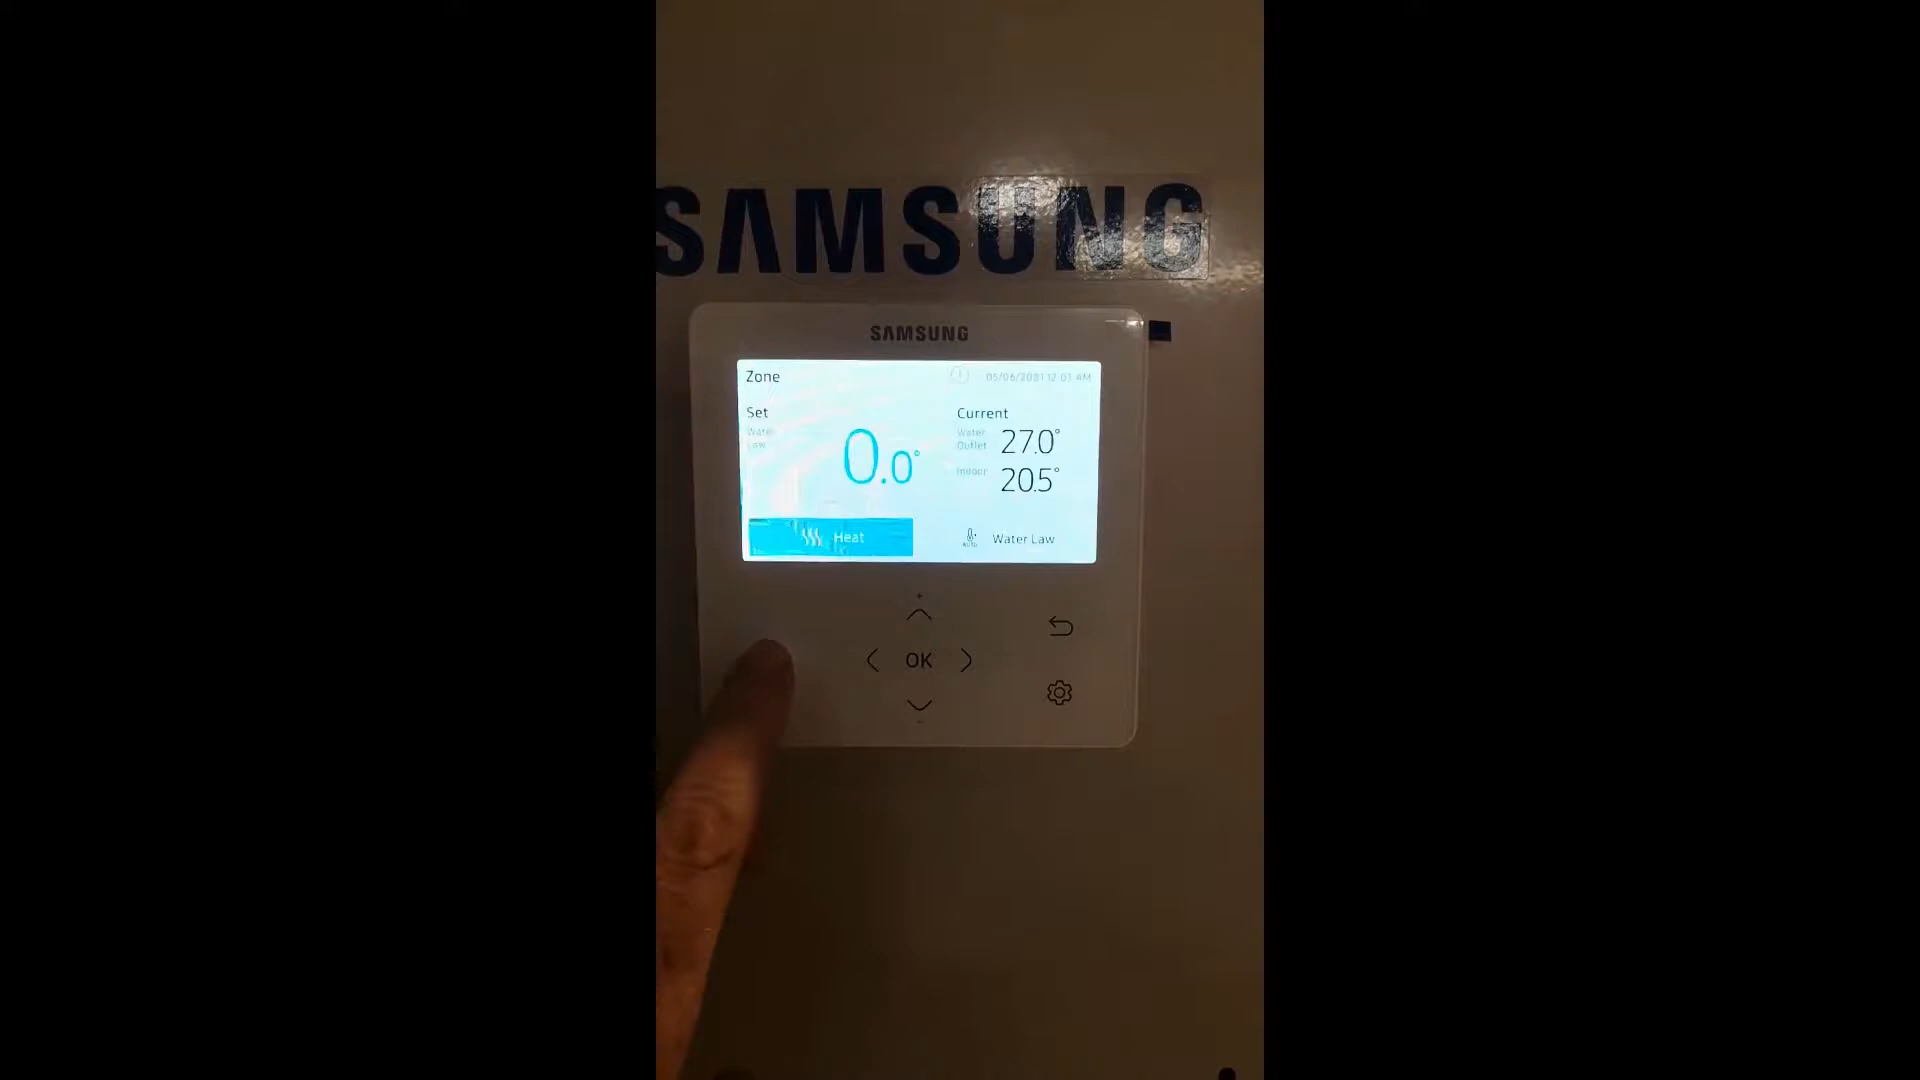 SAMSUNG
SAMSUNG
Zone
05/06/2081 12:01 AM
Set
Current
Water
Law
0.0°
Water
Outlet
27.0°
Indoor
20.5°
Heat
AUTO
Water Law
+
OK
-